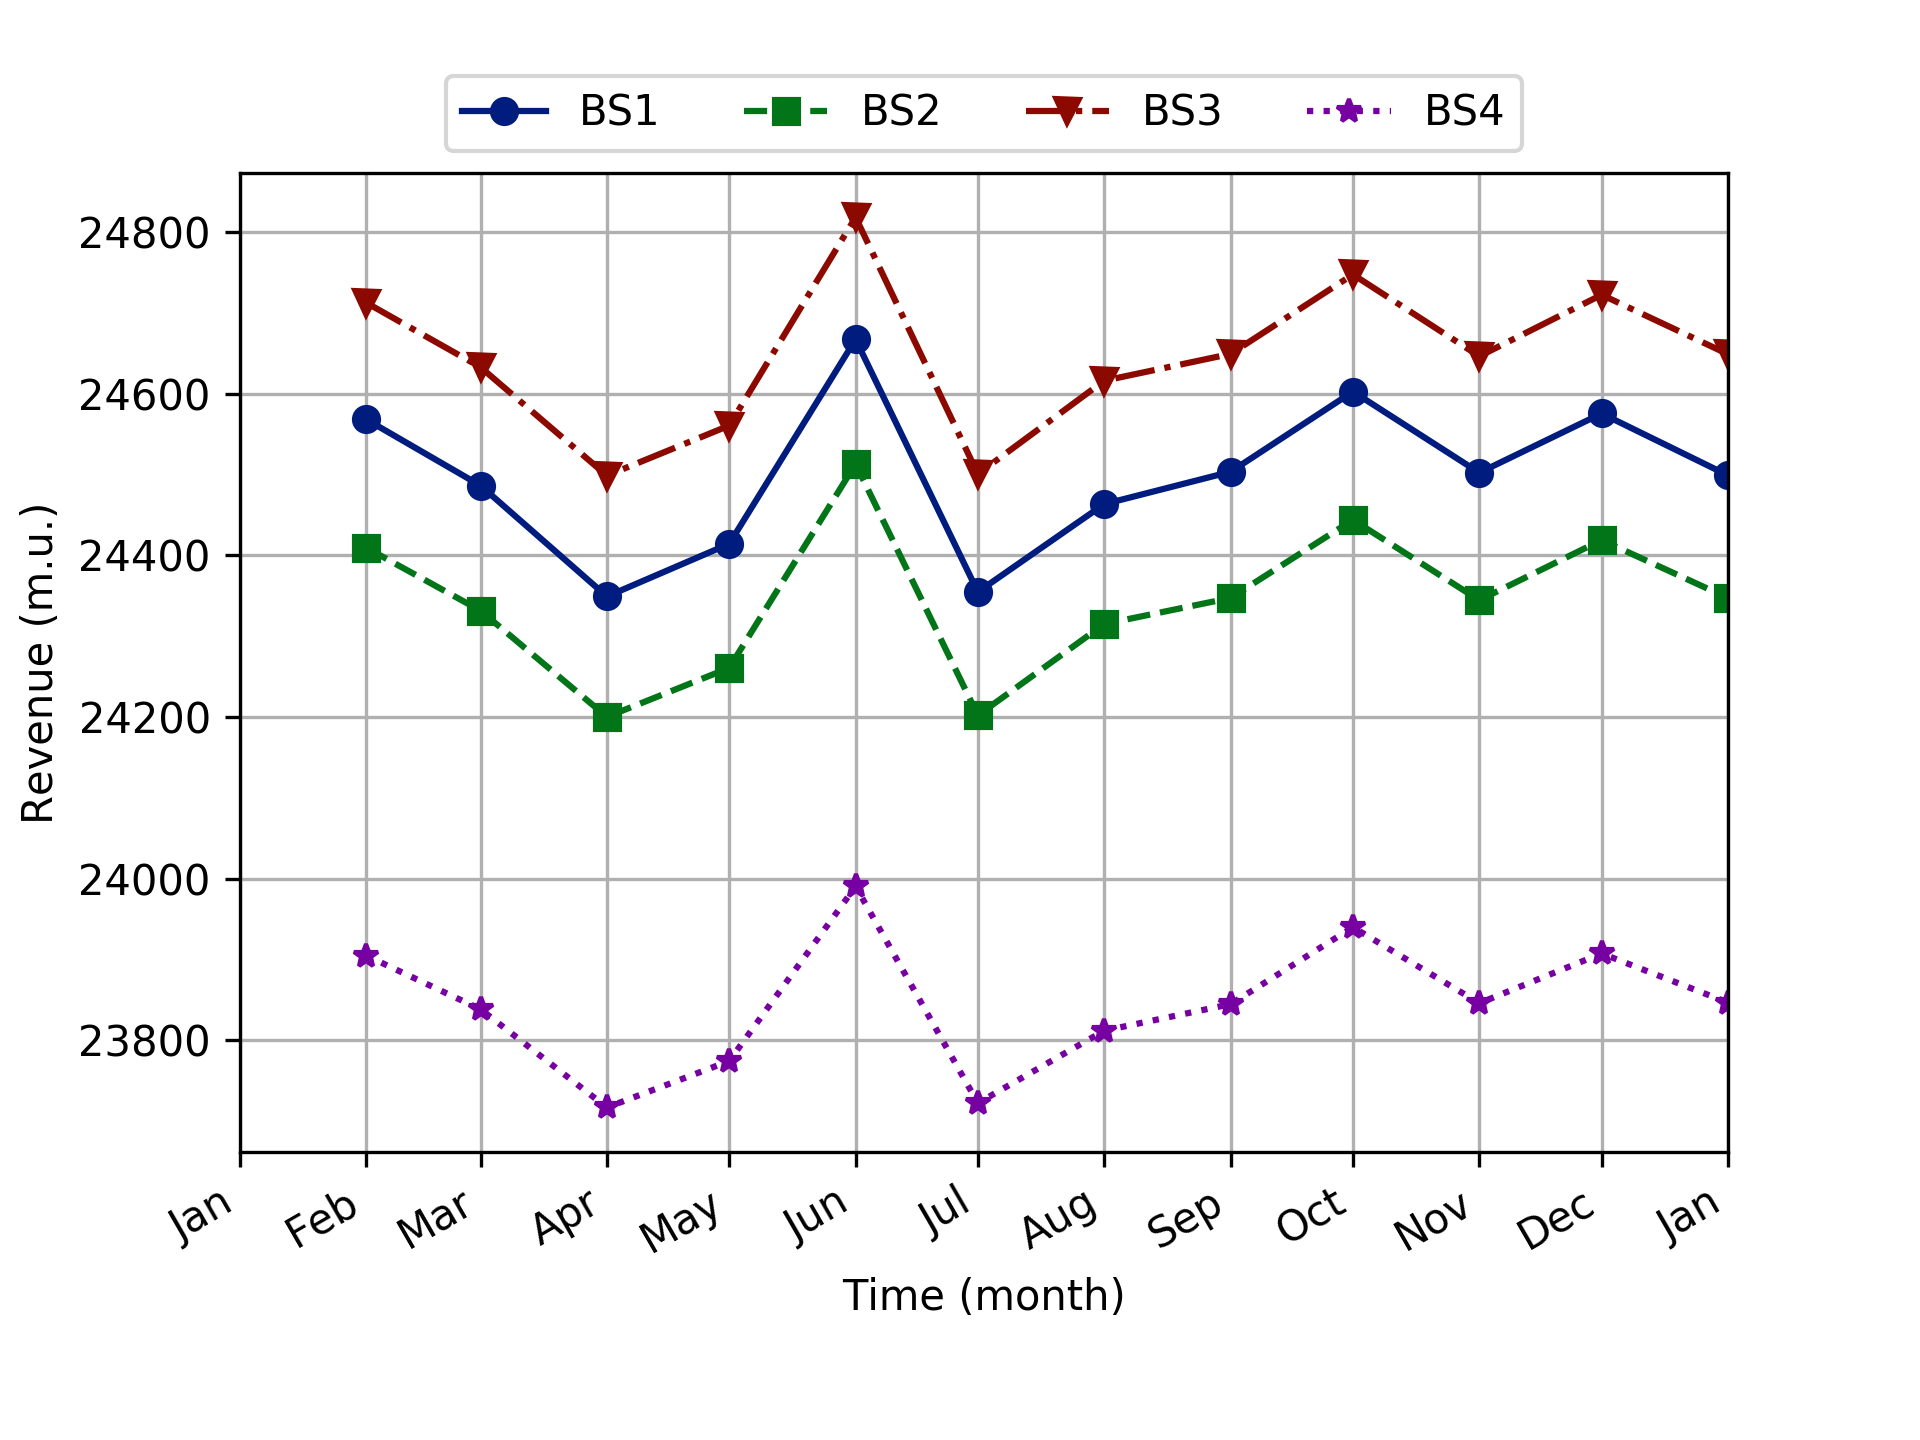 BS1 BS2 BS3 BS4
24800
24600
24400
24200
24000
23800
Revenue (m.u.)
Jan Feb Mar Apr May Jun Jul Aug Sep Oct Nov Dec Jan
Time (month)